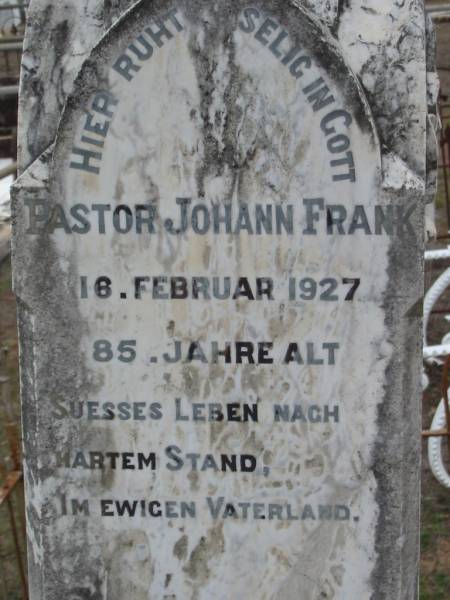 HIER RUHT SELIG IN GOTT
PASTOR JOHANN FRANK
16. FEBRUAR 1927
85. JAHRE ALT
SUESSES LEBEN NACH
HARTEM STAND,
IM EWIGEN VATERLAND.